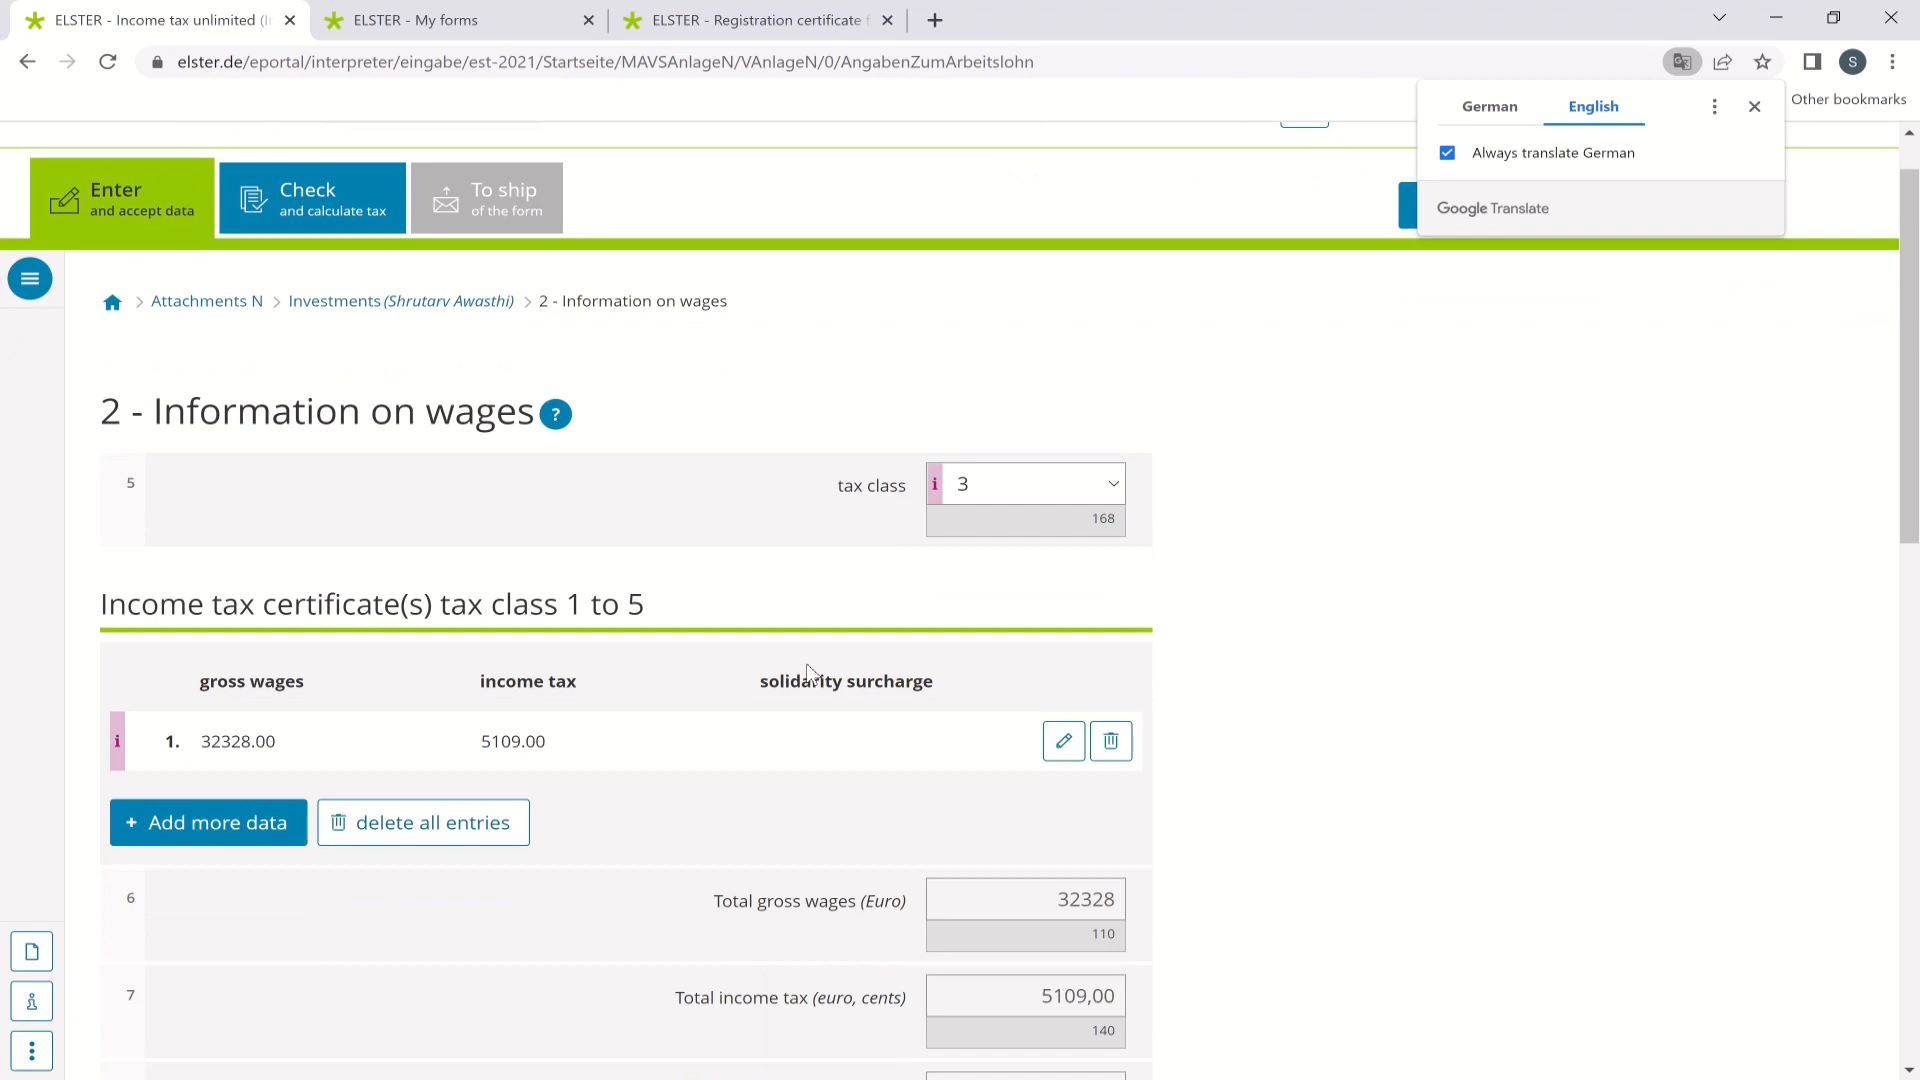 ELSTER - Income tax unlimited (I
ELSTER - My forms
ELSTER - Registration certificate f
elster.de/eportal/interpreter/eingabe/est-2021/Startseite/MAVSAnlageN/VAnlageN/0/AngabenZumArbeitslohn
S
Other bookmarks
German
English
Always translate German
Google Translate
Enter
and accept data
Check
and calculate tax
To ship
of the form
Attachments N
Investments (Shrutarv Awasthi)
2 - Information on wages
2 - Information on wages ?
5
tax class
i 3
168
Income tax certificate(s) tax class 1 to 5
gross wages income tax solidarity surcharge
i 1. 32328.00 5109.00
+ Add more data
delete all entries
6 Total gross wages (Euro) 32328
110
7 Total income tax (euro, cents) 5109,00
140